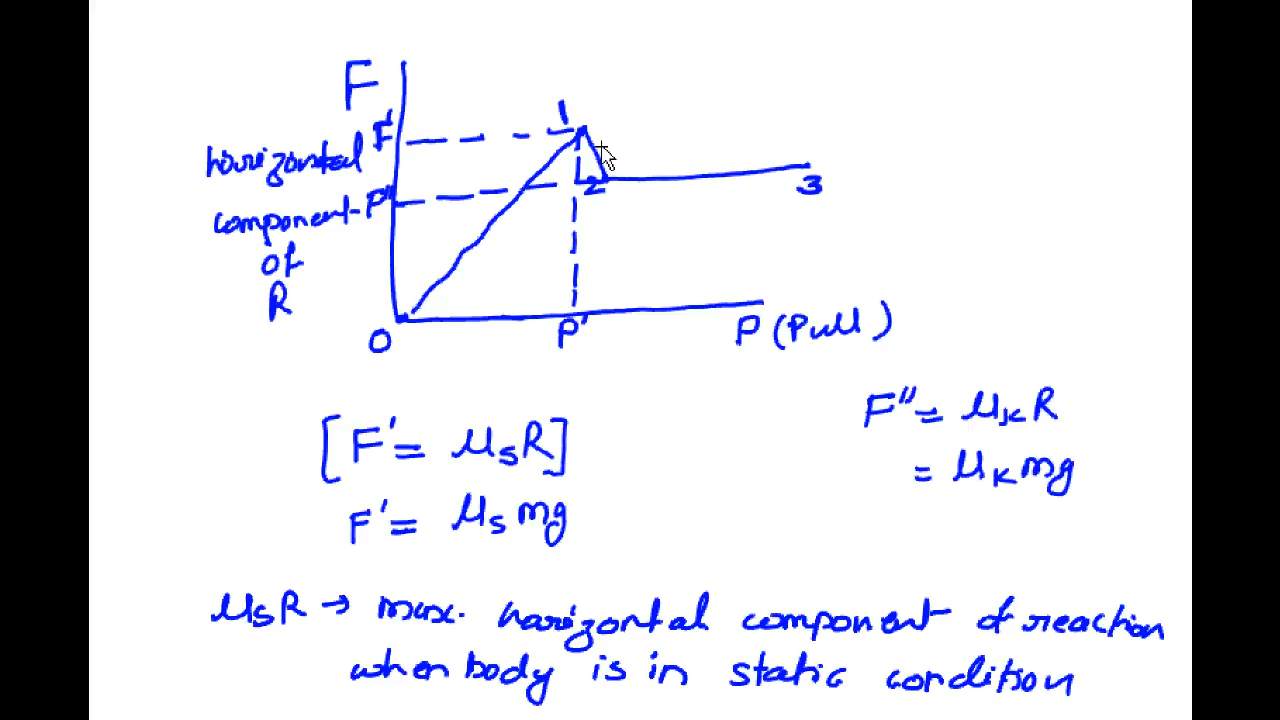 F
1
F'
horizontal
P"
2
3
component
of
R
O
P'
P (Pull)
[F' = μsR]
F' = μs mg
F" = μK R
= μK mg
μsR → max. horizontal component of reaction
when body is in static condition